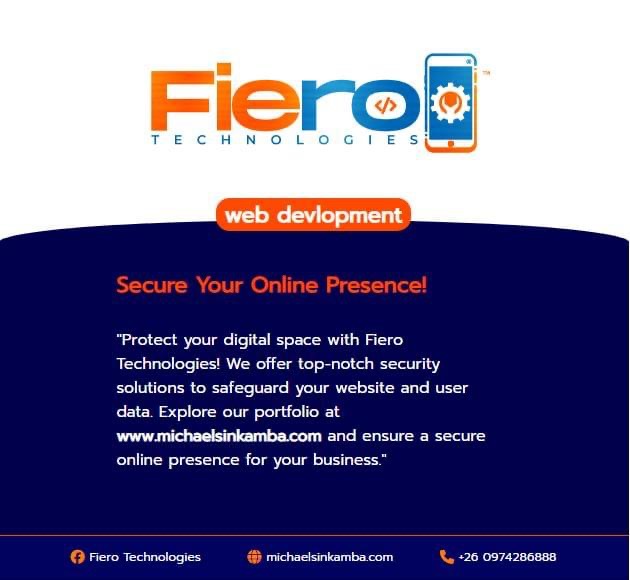 Fiero
TECHNOLOGIES
®
™
</>
web devlopment
Secure Your Online Presence!
"Protect your digital space with Fiero
Technologies! We offer top-notch security
solutions to safeguard your website and user
data. Explore our portfolio at
www.michaelsinkamba.com and ensure a secure
online presence for your business."
Fiero Technologies
michaelsinkamba.com
+26 0974286888